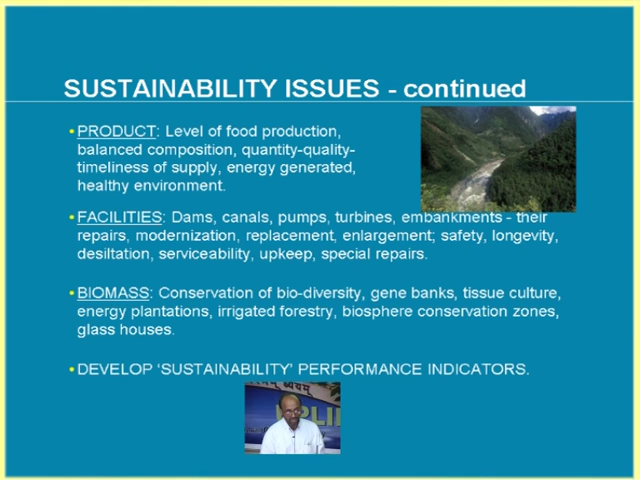 SUSTAINABILITY ISSUES - continued
•PRODUCT: Level of food production,
balanced composition, quantity-quality-
timeliness of supply, energy generated,
healthy environment.
•FACILITIES: Dams, canals, pumps, turbines, embankments - their
repairs, modernization, replacement, enlargement; safety, longevity,
desiltation, serviceability, upkeep, special repairs.
•BIOMASS: Conservation of bio-diversity, gene banks, tissue culture,
energy plantations, irrigated forestry, biosphere conservation zones,
glass houses.
•DEVELOP ‘SUSTAINABILITY’ PERFORMANCE INDICATORS.